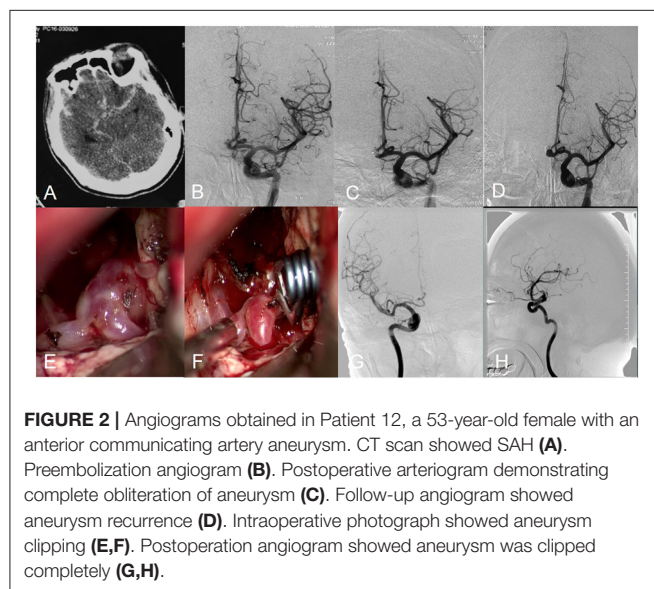 PC16-030926
A
B
C
D
E
F
G
H
FIGURE 2 | Angiograms obtained in Patient 12, a 53-year-old female with an
anterior communicating artery aneurysm. CT scan showed SAH (A).
Preembolization angiogram (B). Postoperative arteriogram demonstrating
complete obliteration of aneurysm (C). Follow-up angiogram showed
aneurysm recurrence (D). Intraoperative photograph showed aneurysm
clipping (E,F). Postoperation angiogram showed aneurysm was clipped
completely (G,H).